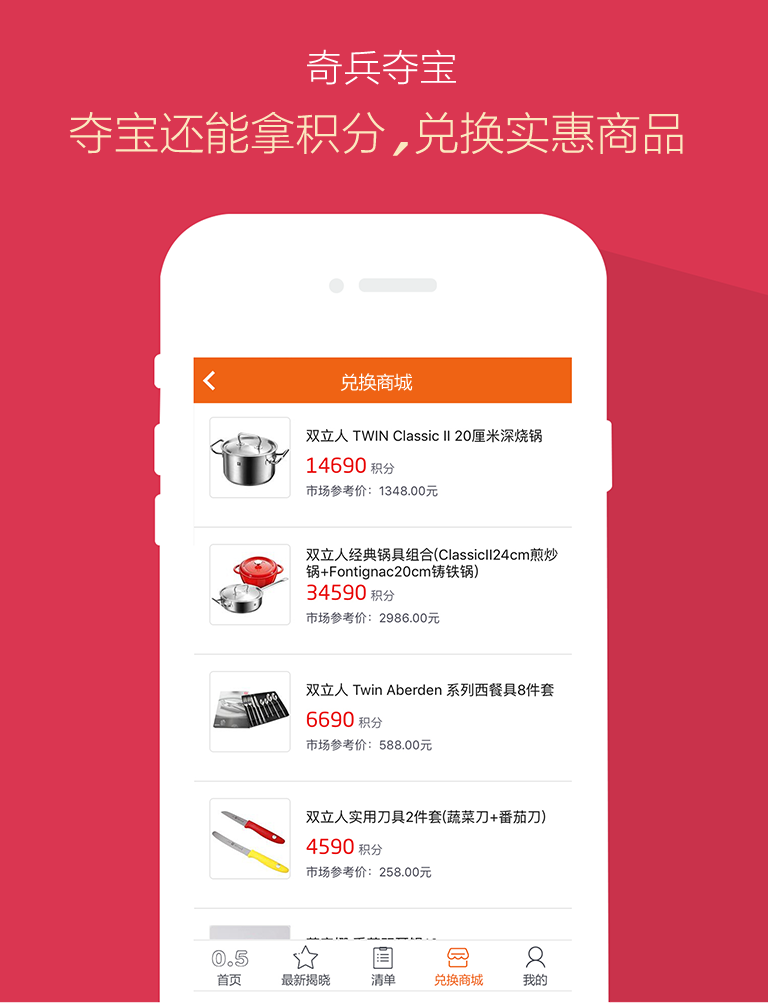 奇兵夺宝
夺宝还能拿积分,兑换实惠商品
兑换商城
双立人 TWIN Classic II 20厘米深烧锅
14690 积分
市场参考价：1348.00元
双立人经典锅具组合(ClassicII24cm煎炒
锅+Fontignac20cm铸铁锅)
34590 积分
市场参考价：2986.00元
双立人 Twin Aberden 系列西餐具8件套
6690 积分
市场参考价：588.00元
双立人实用刀具2件套(蔬菜刀+番茄刀)
4590 积分
市场参考价：258.00元
0.5
首页 最新揭晓 清单 兑换商城 我的